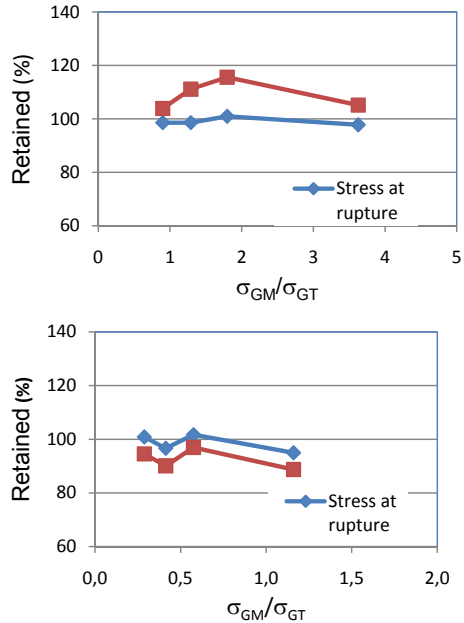 140
120
100
80
60
Retained (%)
Stress at
rupture
0
1
2
3
4
5
σGM/σGT
140
120
100
80
60
Retained (%)
Stress at
rupture
0,0
0,5
1,0
1,5
2,0
σGM/σGT